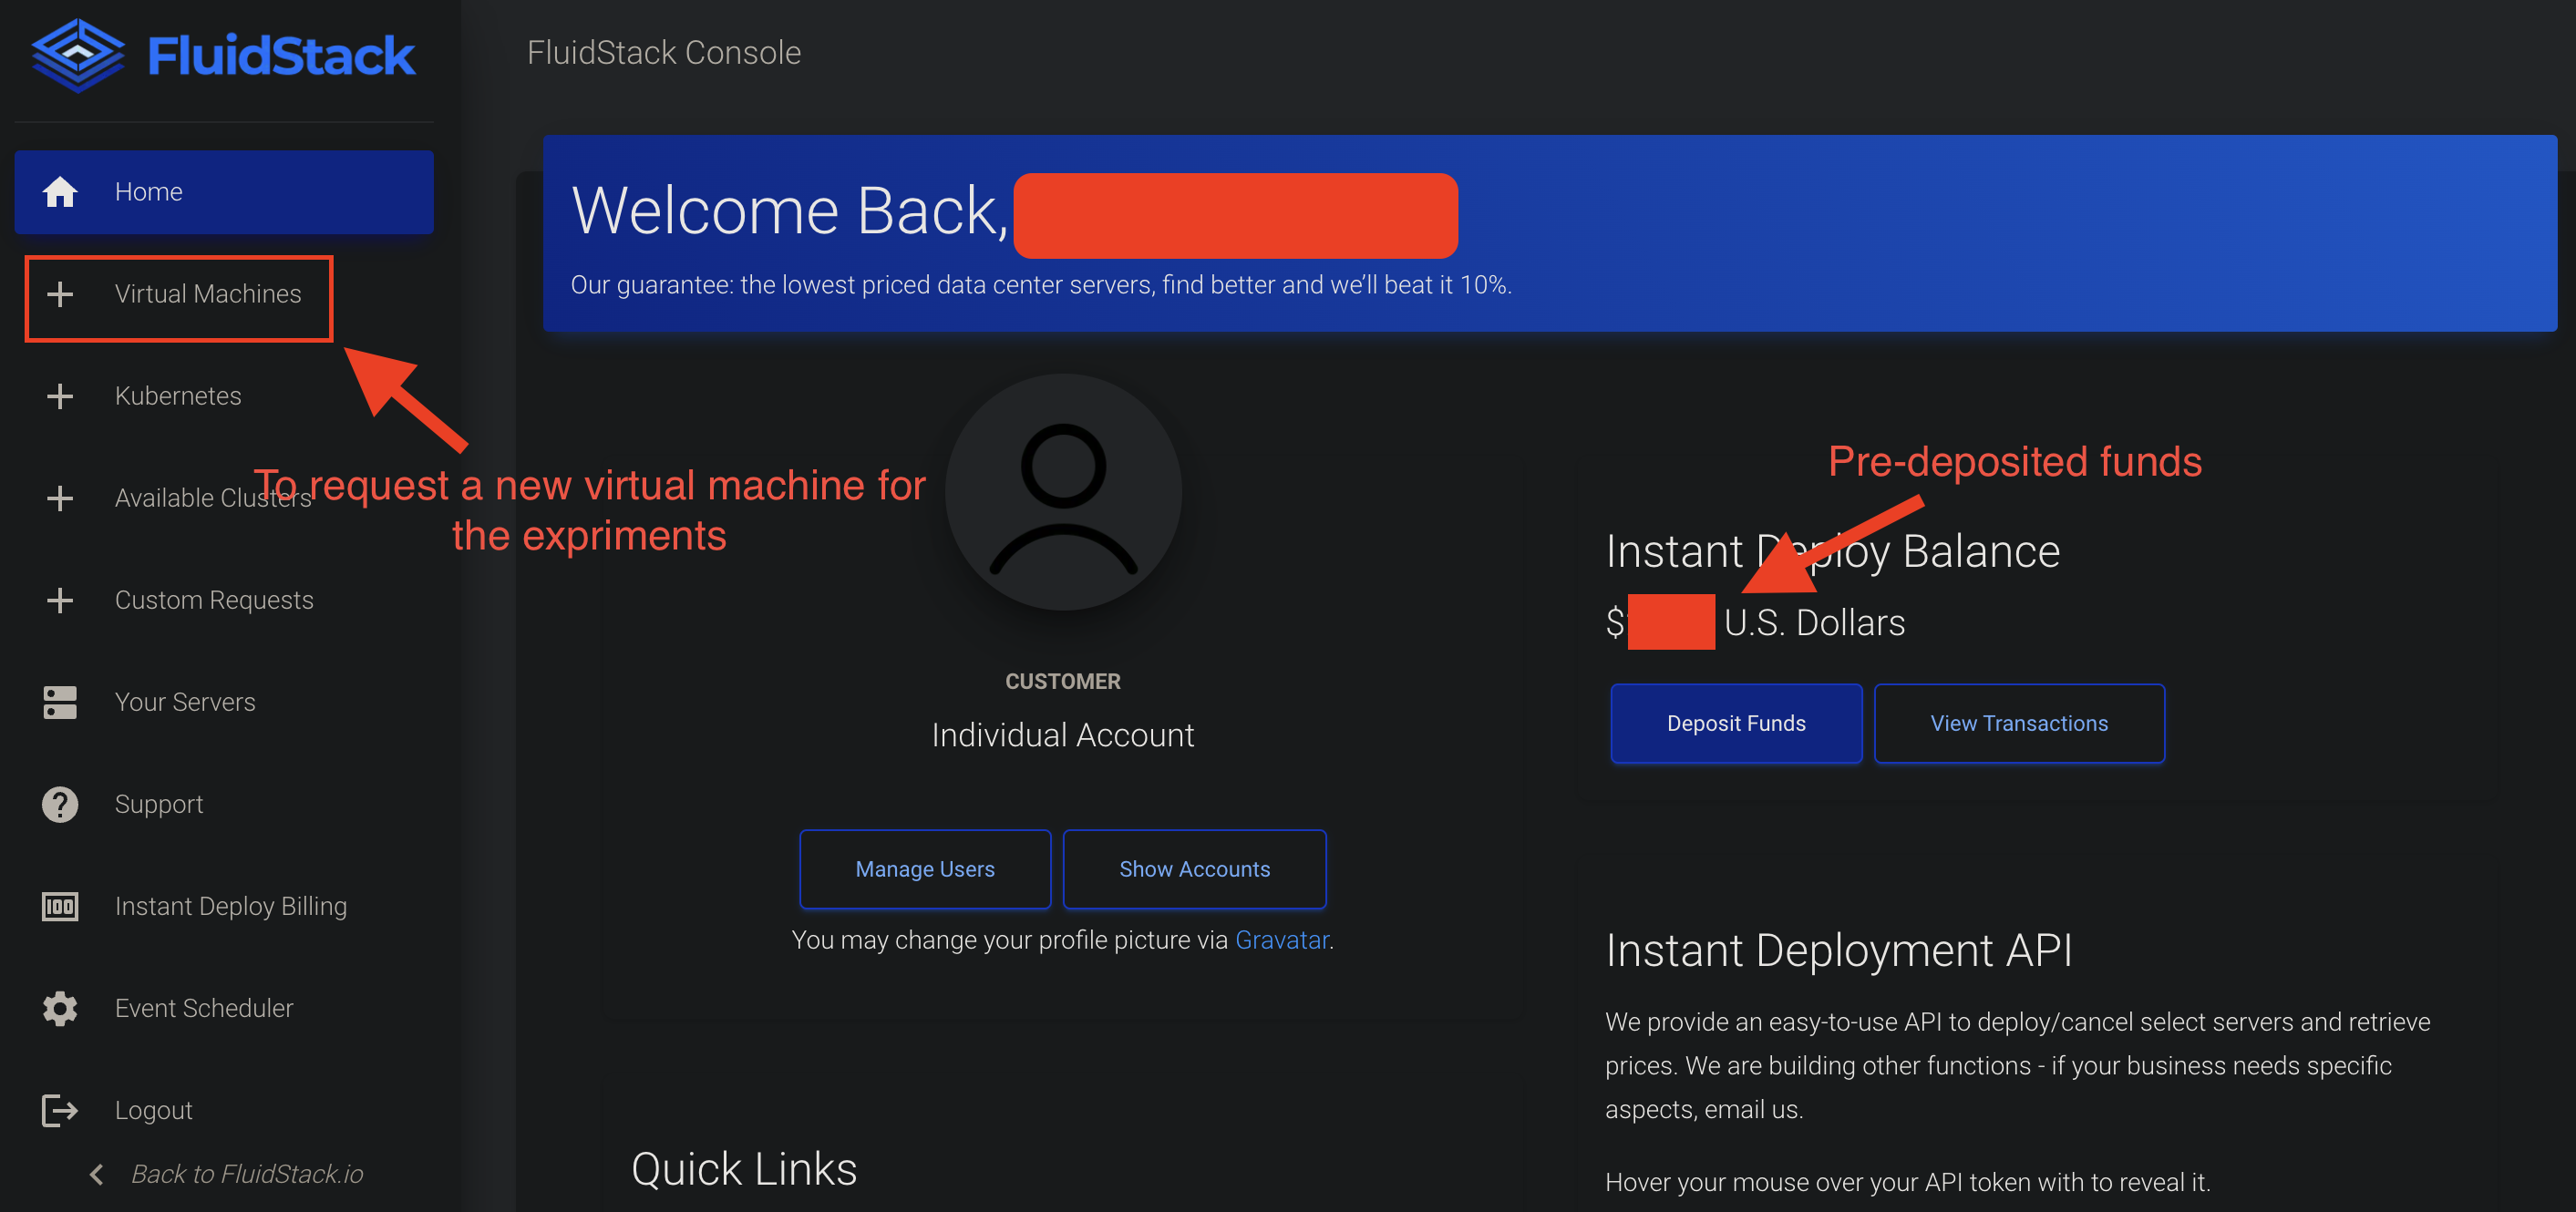 FluidStack
FluidStack Console
Home
Virtual Machines
Kubernetes
Available Clusters
Custom Requests
Your Servers
Support
100
Instant Deploy Billing
Event Scheduler
Logout
Back to FluidStack.io
Welcome Back,
Our guarantee: the lowest priced data center servers, find better and we’ll beat it 10%.
To request a new virtual machine for
the expriments
CUSTOMER
Individual Account
Manage Users
Show Accounts
You may change your profile picture via Gravatar.
Quick Links
Pre-deposited funds
Instant Deploy Balance
$ U.S. Dollars
Deposit Funds
View Transactions
Instant Deployment API
We provide an easy-to-use API to deploy/cancel select servers and retrieve
prices. We are building other functions - if your business needs specific
aspects, email us.
Hover your mouse over your API token with to reveal it.